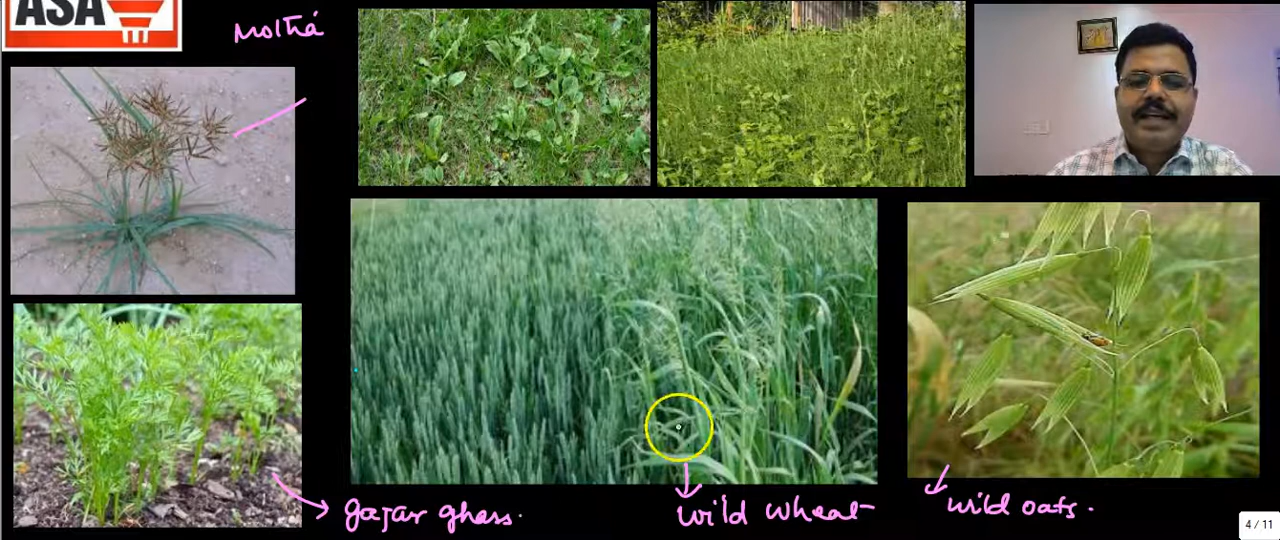 ASA
Motha
gajar ghass.
wild wheat
wild oats.
4 / 11